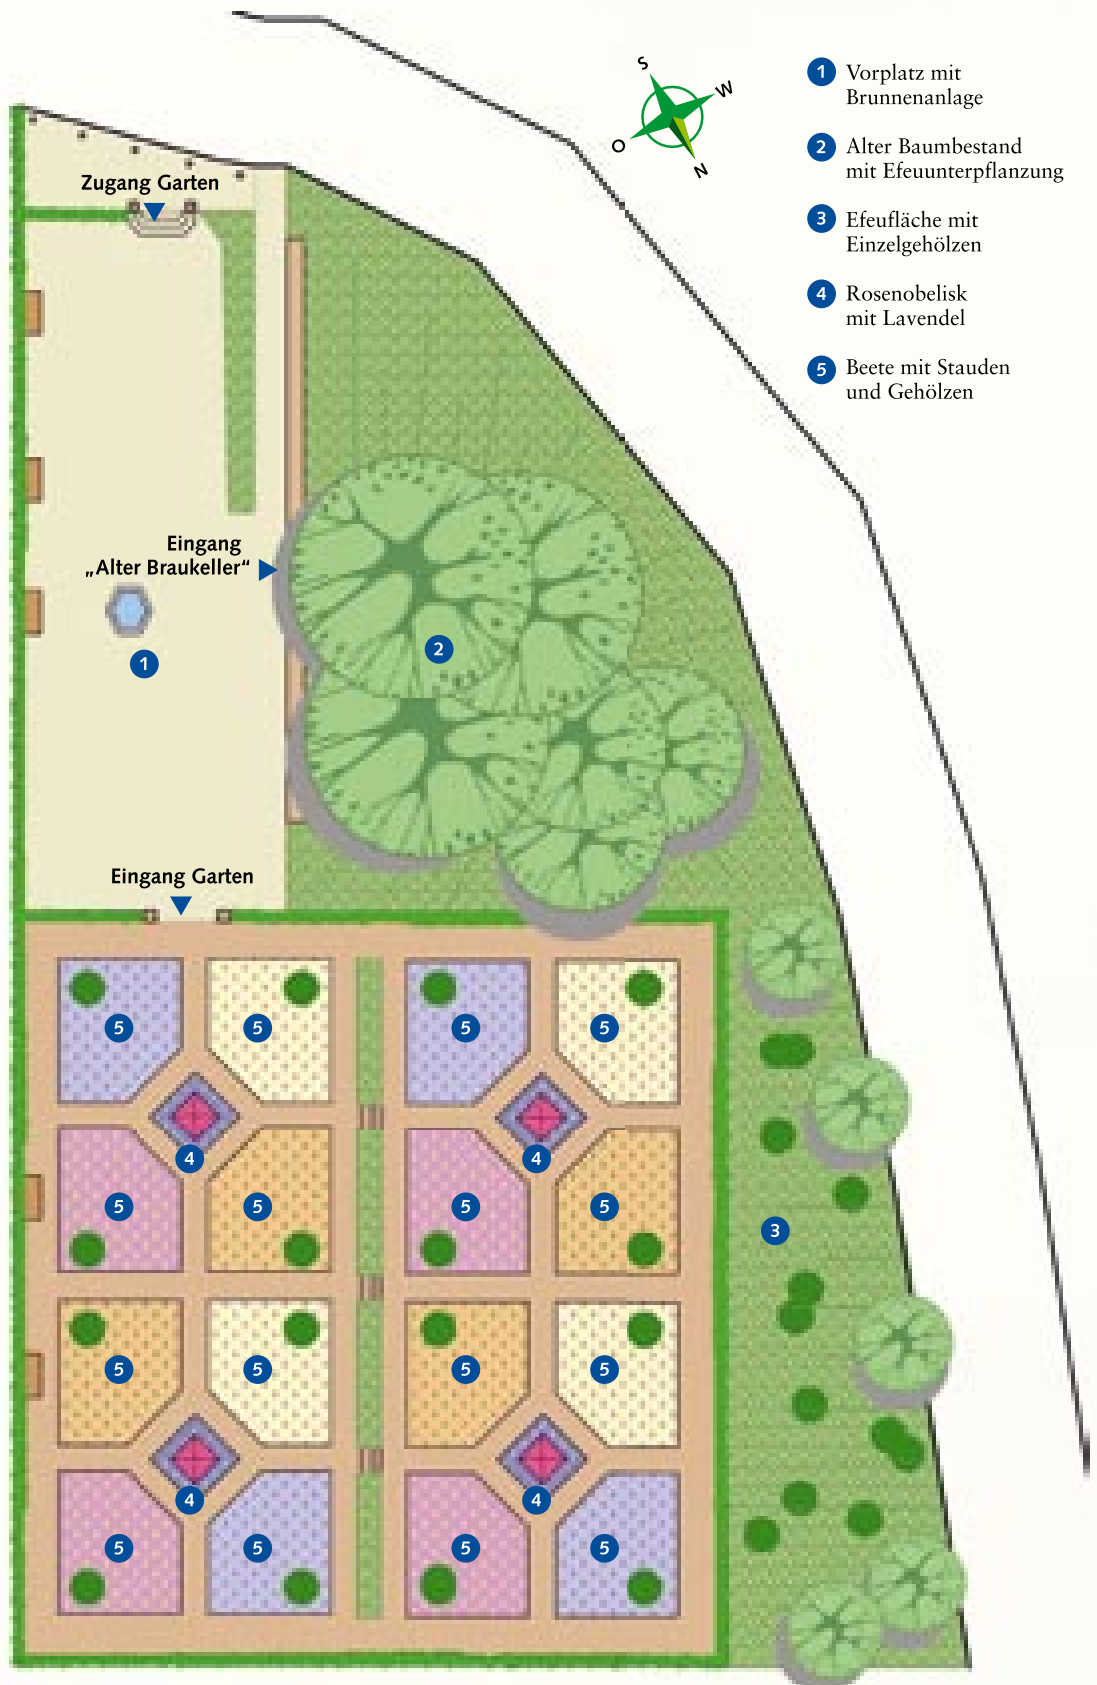 S
W
O
N
1 Vorplatz mit
Brunnenanlage
2 Alter Baumbestand
mit Efeuunterpflanzung
3 Efeufläche mit
Einzelgehölzen
4 Rosenobelisk
mit Lavendel
5 Beete mit Stauden
und Gehölzen
Zugang Garten
Eingang
„Alter Braukeller“
2
1
Eingang Garten
5 5 5 5
4 4
5 5 5 5
3
5 5 5 5
4 4
5 5 5 5